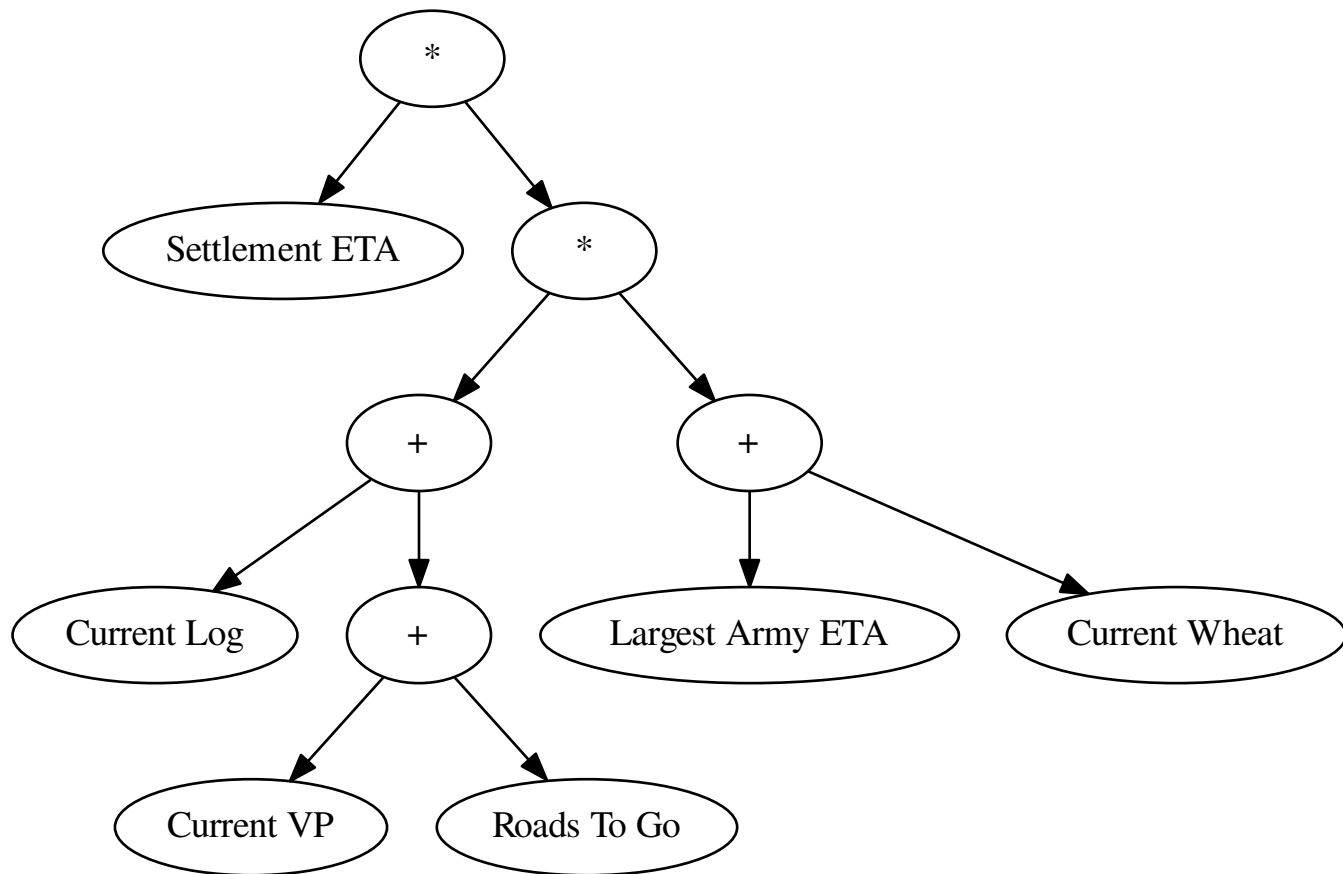 *
Settlement ETA
*
+
+
Current Log
+
Largest Army ETA
Current Wheat
Current VP
Roads To Go